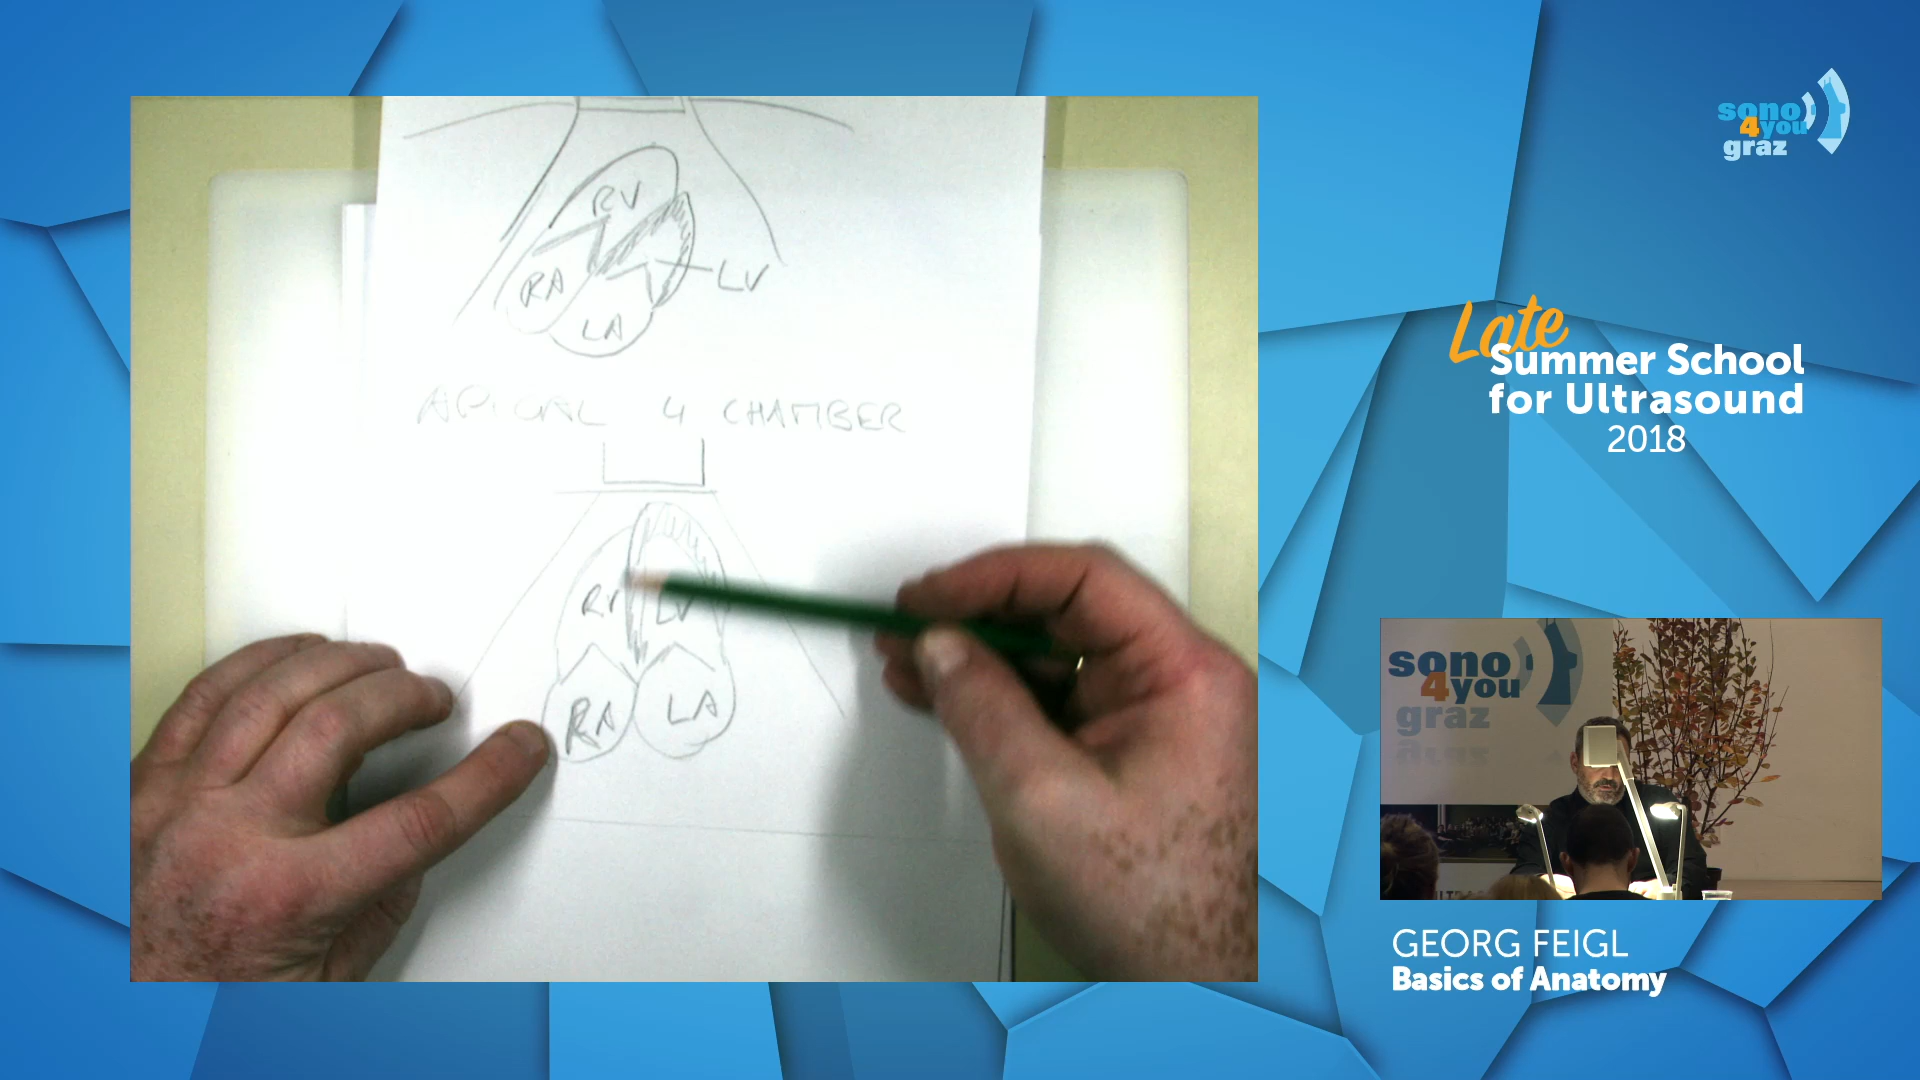 RV
RA
LA
LV
APICAL 4 CHAMBER
RV
LV
RA
LA
sono
4you
graz
Late
Summer School
for Ultrasound
2018
sono
4you
graz
GEORG FEIGL
Basics of Anatomy